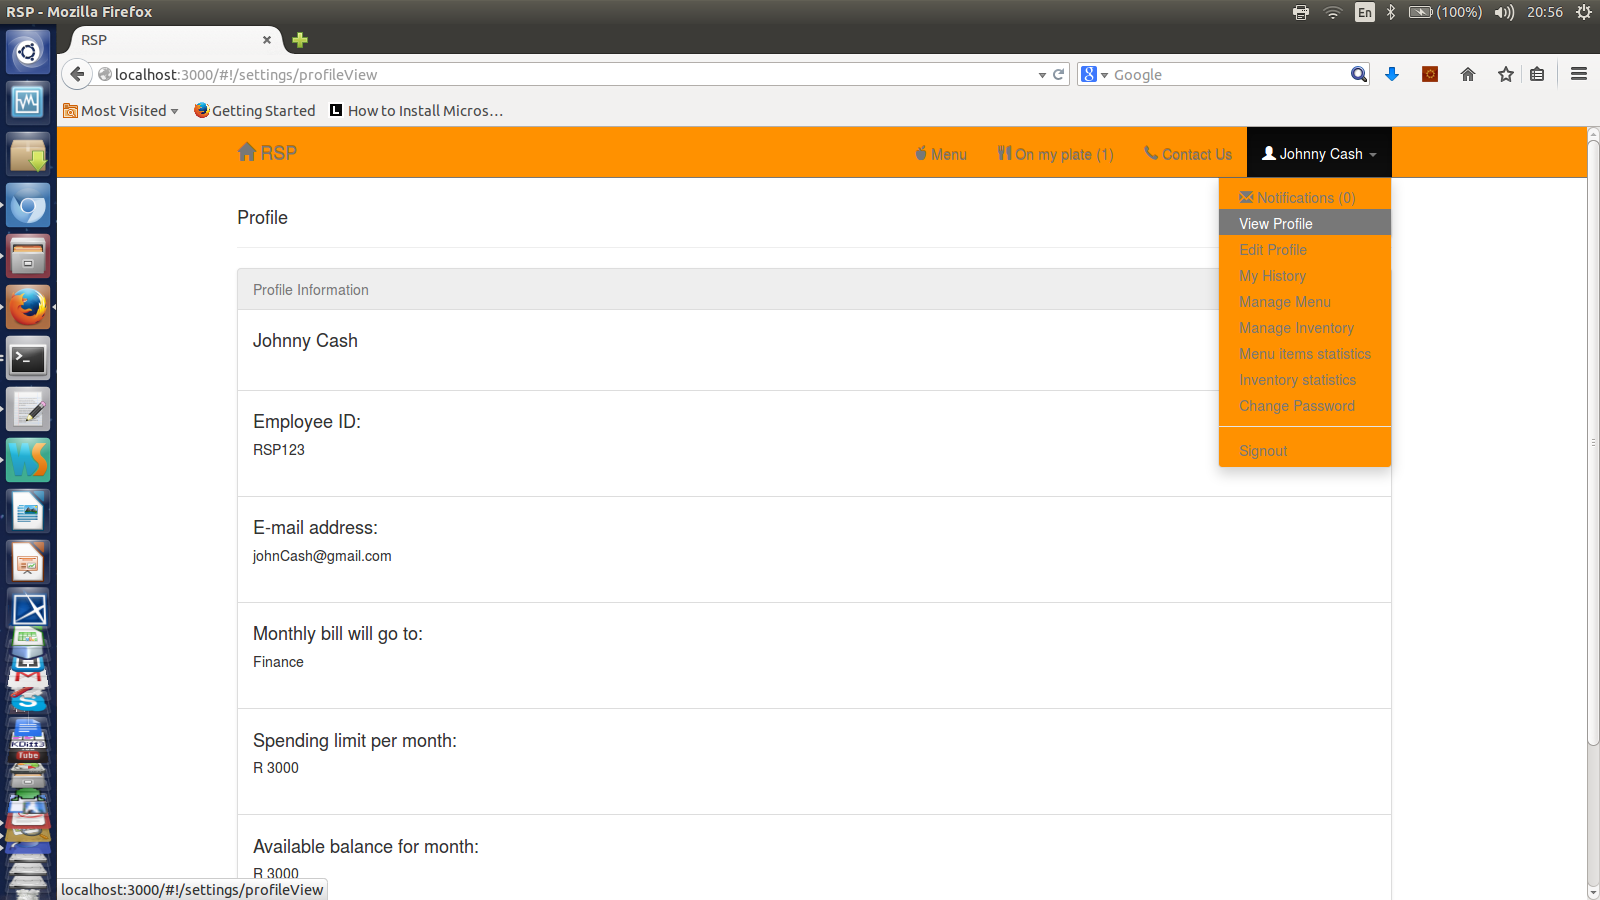 RSP - Mozilla Firefox
En
(100%)
20:56
RSP
localhost:3000/#!/settings/profileView
Google
Most Visited
Getting Started
How to Install Micros...
RSP
Menu
On my plate (1)
Contact Us
Johnny Cash
Notifications (0)
View Profile
Edit Profile
My History
Manage Menu
Manage Inventory
Menu items statistics
Inventory statistics
Change Password
Signout
Profile
Profile Information
Johnny Cash
Employee ID:
RSP123
E-mail address:
johnCash@gmail.com
Monthly bill will go to:
Finance
Spending limit per month:
R 3000
Available balance for month:
R 3000
localhost:3000/#!/settings/profileView